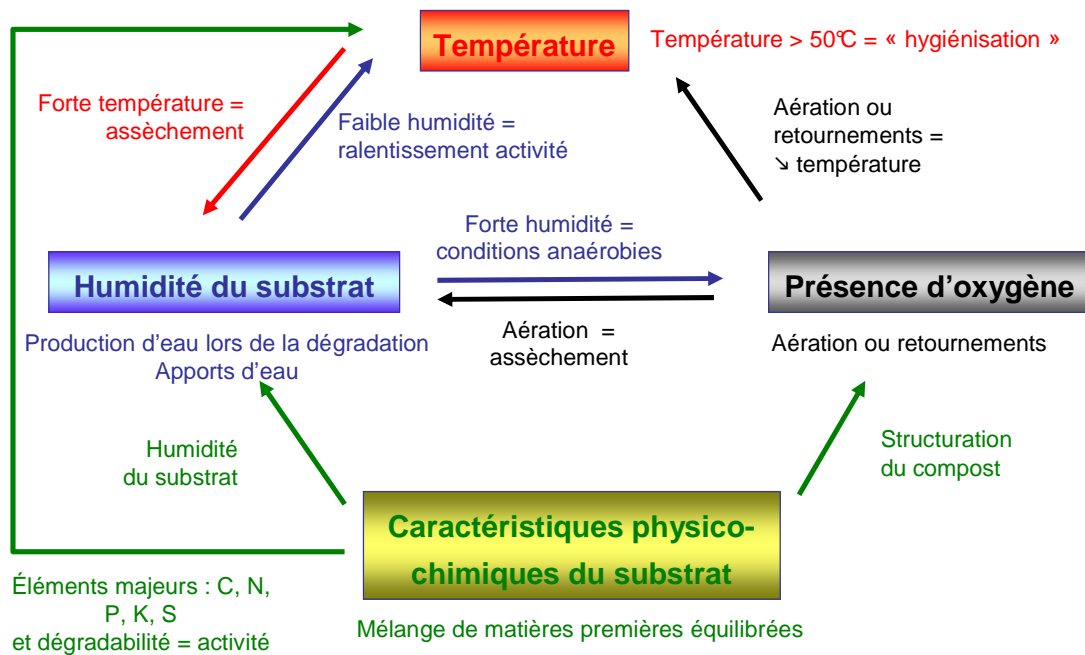 Température
Température > 50°C = « hygiénisation »
Forte température =
assèchement
Faible humidité =
ralentissement activité
Aération ou
retournements =
↘ température
Forte humidité =
conditions anaérobies
Humidité du substrat
Présence d’oxygène
Aération =
assèchement
Production d’eau lors de la dégradation
Apports d’eau
Aération ou retournements
Humidité
du substrat
Structuration
du compost
Caractéristiques physico-
chimiques du substrat
Éléments majeurs : C, N,
P, K, S
et dégradabilité = activité
Mélange de matières premières équilibrées